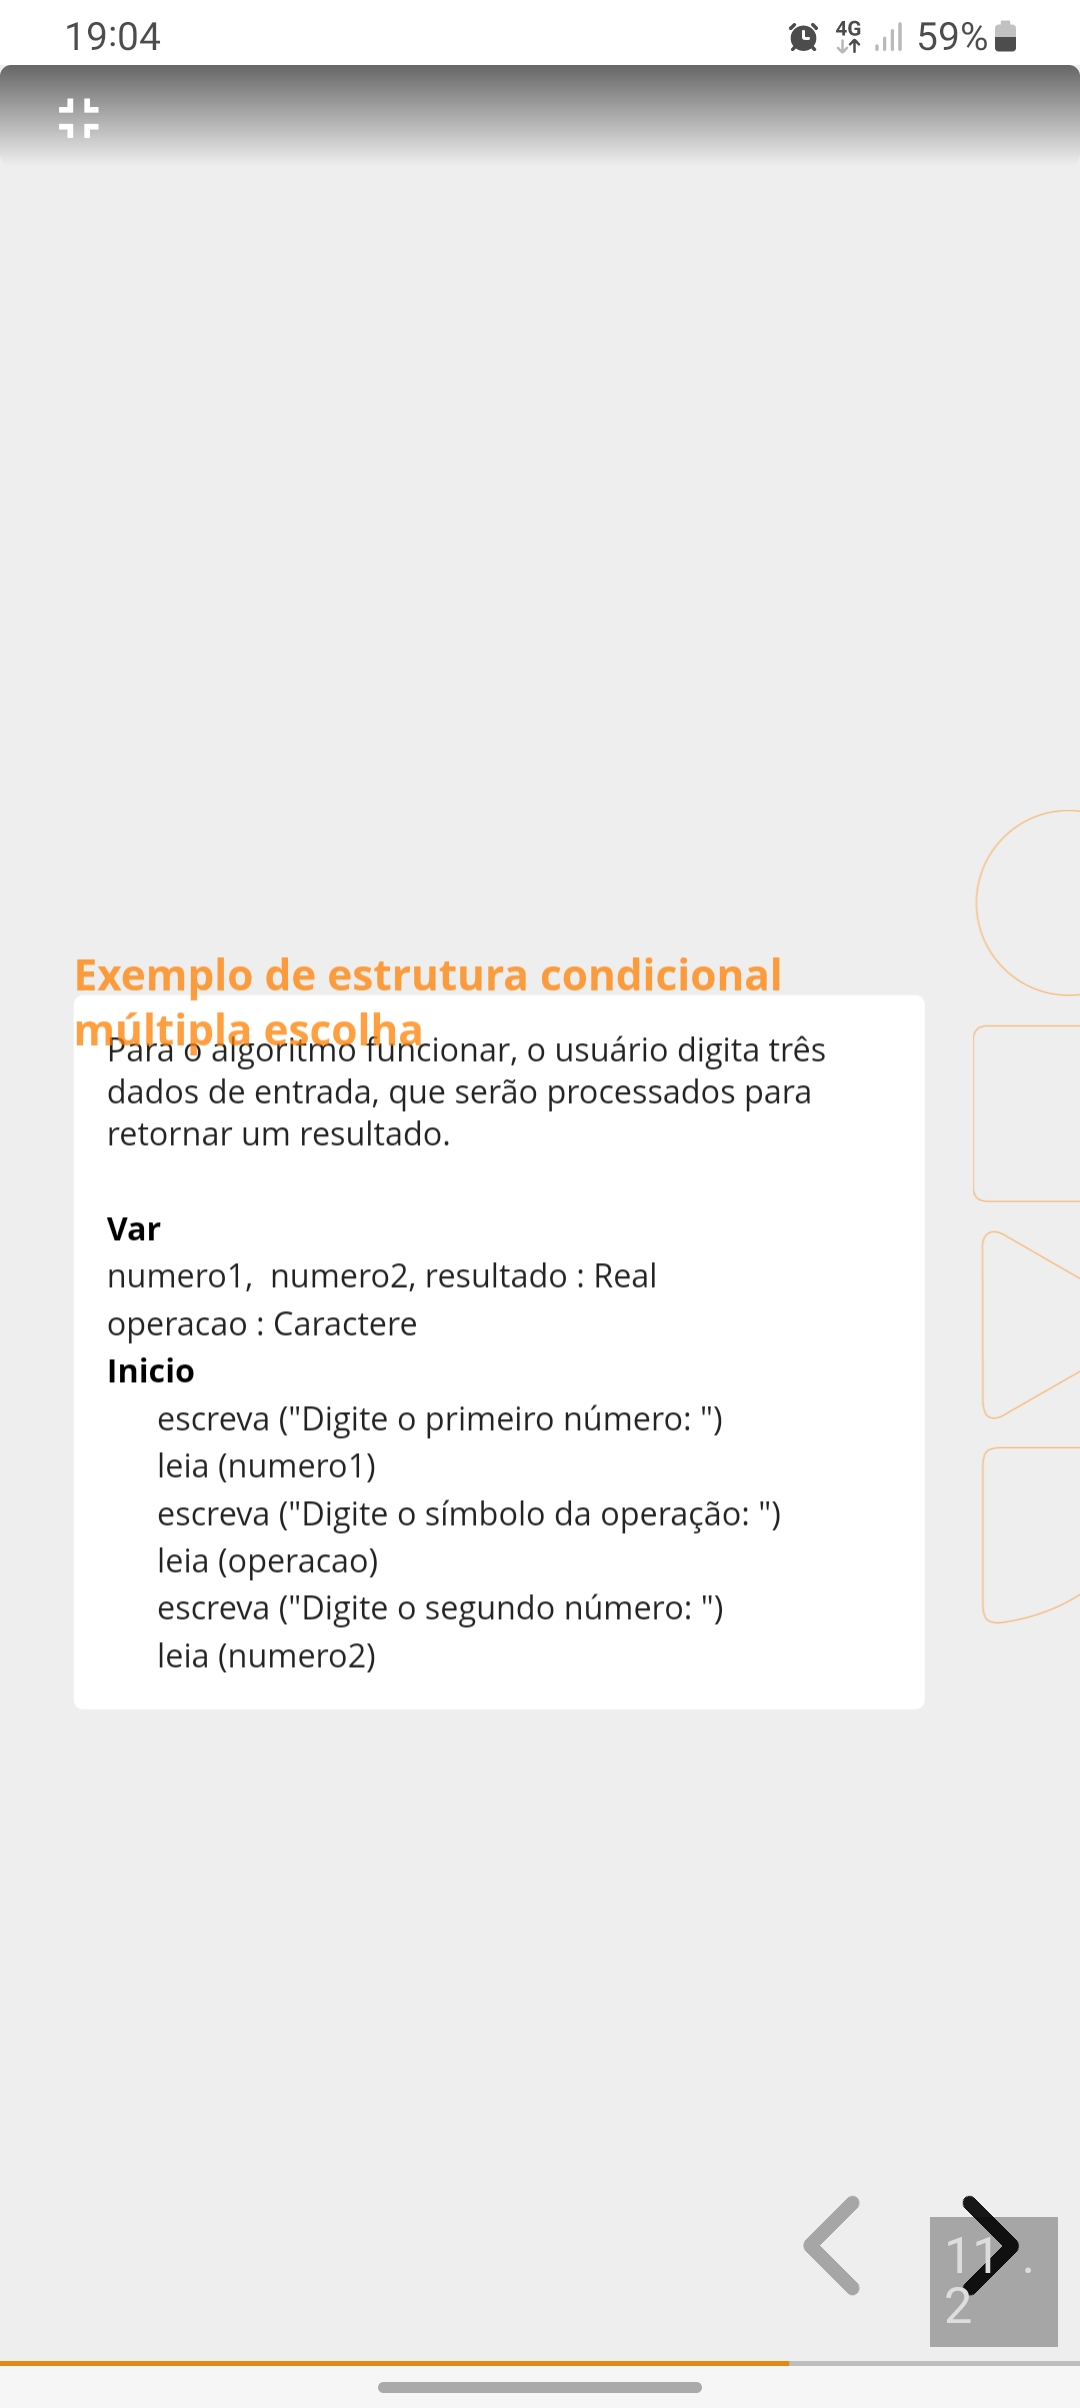 19:04
4G
59%
Exemplo de estrutura condicional
múltipla escolha
Para o algoritmo funcionar, o usuário digita três
dados de entrada, que serão processados para
retornar um resultado.
Var
numero1,  numero2, resultado : Real
operacao : Caractere
Inicio
escreva ("Digite o primeiro número: ")
leia (numero1)
escreva ("Digite o símbolo da operação: ")
leia (operacao)
escreva ("Digite o segundo número: ")
leia (numero2)
11 .
2